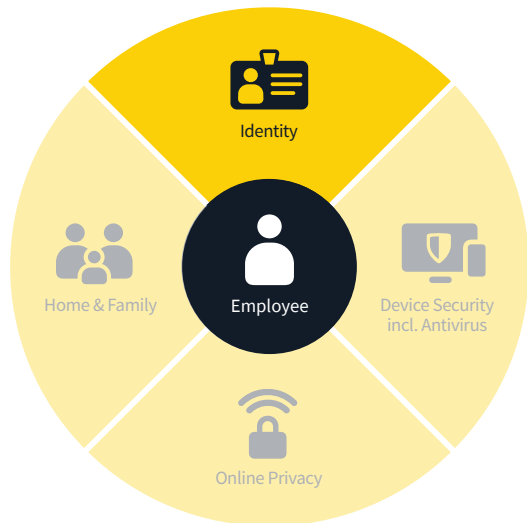 Identity
Home & Family
Employee
Device Security
incl. Antivirus
Online Privacy